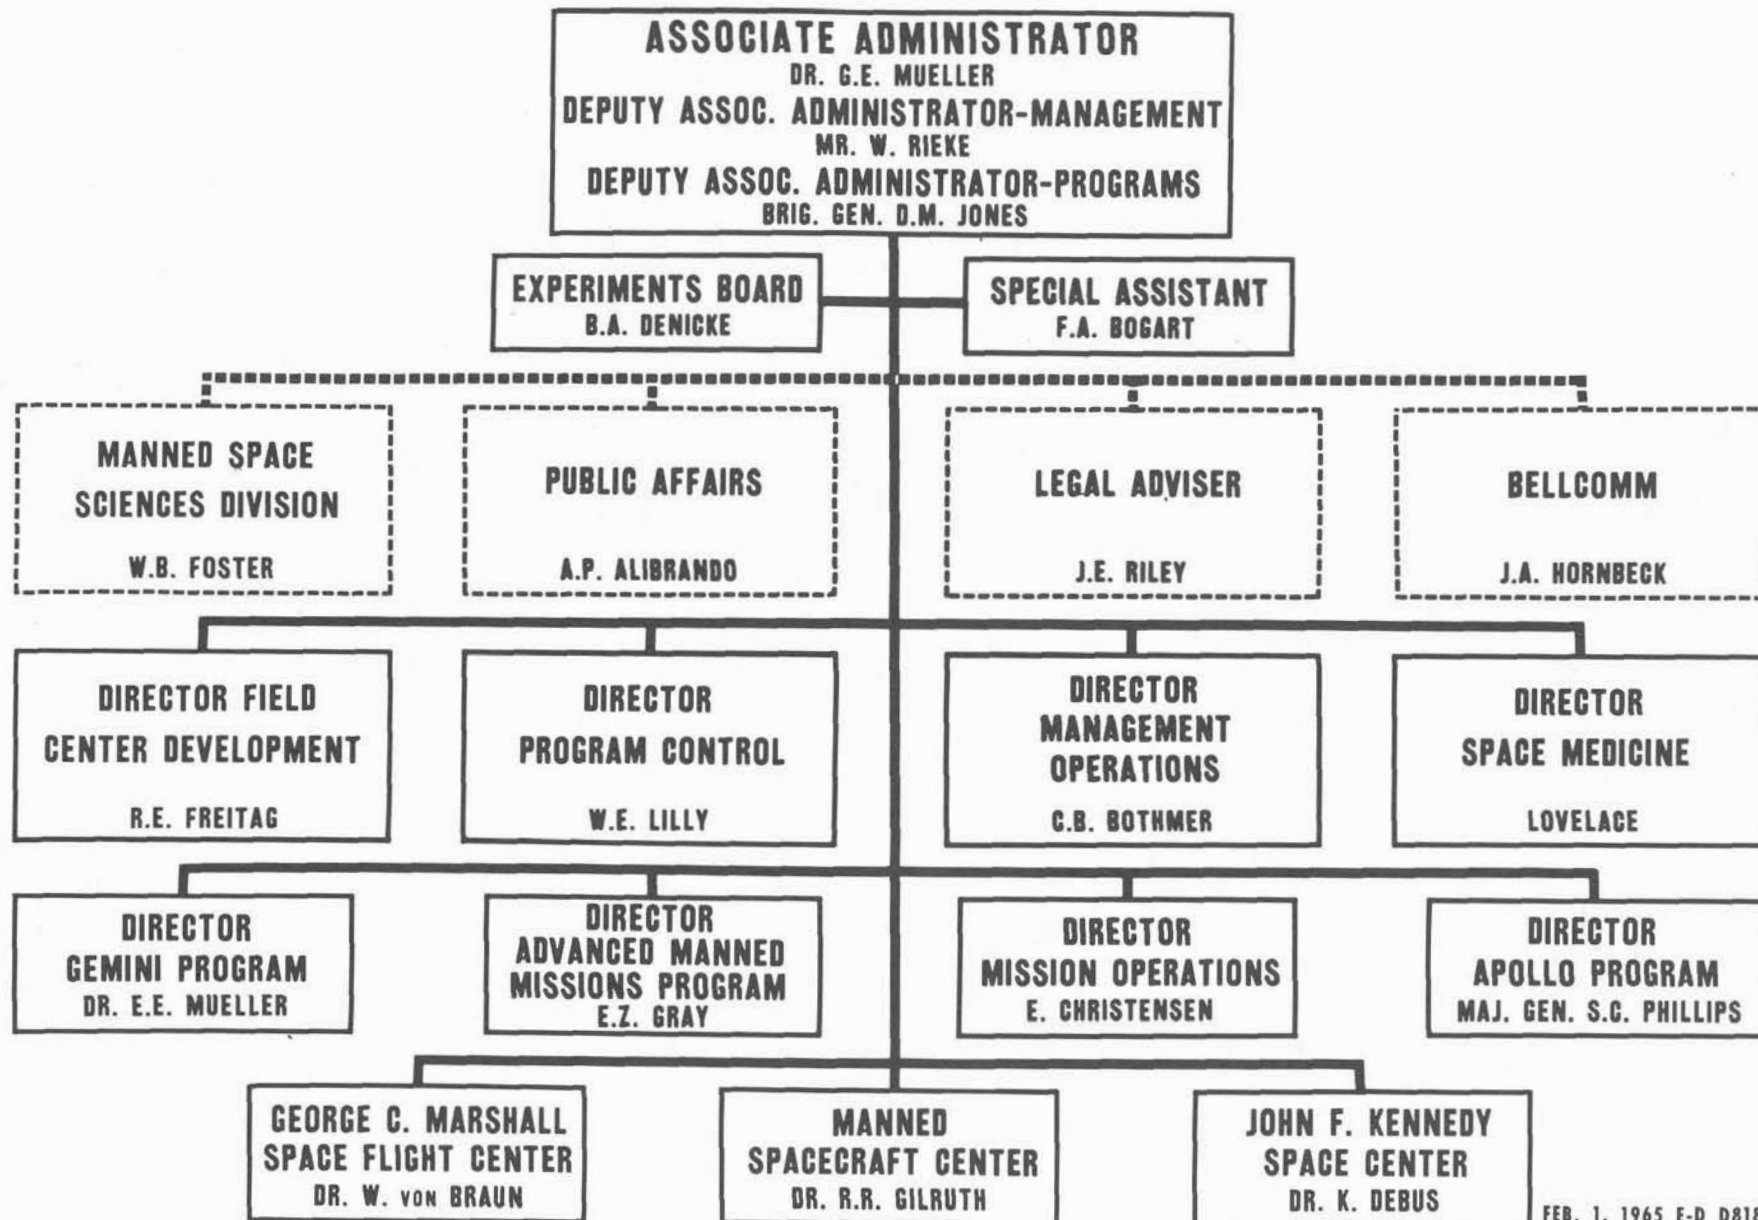 ASSOCIATE ADMINISTRATOR
DR. G.E. MUELLER
DEPUTY ASSOC. ADMINISTRATOR-MANAGEMENT
MR. W. RIEKE
DEPUTY ASSOC. ADMINISTRATOR-PROGRAMS
BRIG. GEN. D.M. JONES
EXPERIMENTS BOARD
B.A. DENICKE
SPECIAL ASSISTANT
F.A. BOGART
MANNED SPACE
SCIENCES DIVISION
W.B. FOSTER
PUBLIC AFFAIRS
A.P. ALIBRANDO
LEGAL ADVISER
J.E. RILEY
BELLCOMM
J.A. HORNBECK
DIRECTOR FIELD
CENTER DEVELOPMENT
R.E. FREITAG
DIRECTOR
PROGRAM CONTROL
W.E. LILLY
DIRECTOR
MANAGEMENT
OPERATIONS
C.B. BOTHMER
DIRECTOR
SPACE MEDICINE
LOVELACE
DIRECTOR
GEMINI PROGRAM
DR. E.E. MUELLER
DIRECTOR
ADVANCED MANNED
MISSIONS PROGRAM
E.Z. GRAY
DIRECTOR
MISSION OPERATIONS
E. CHRISTENSEN
DIRECTOR
APOLLO PROGRAM
MAJ. GEN. S.C. PHILLIPS
GEORGE C. MARSHALL
SPACE FLIGHT CENTER
DR. W. VON BRAUN
MANNED
SPACECRAFT CENTER
DR. R.R. GILRUTH
JOHN F. KENNEDY
SPACE CENTER
DR. K. DEBUS
FEB. 1, 1965